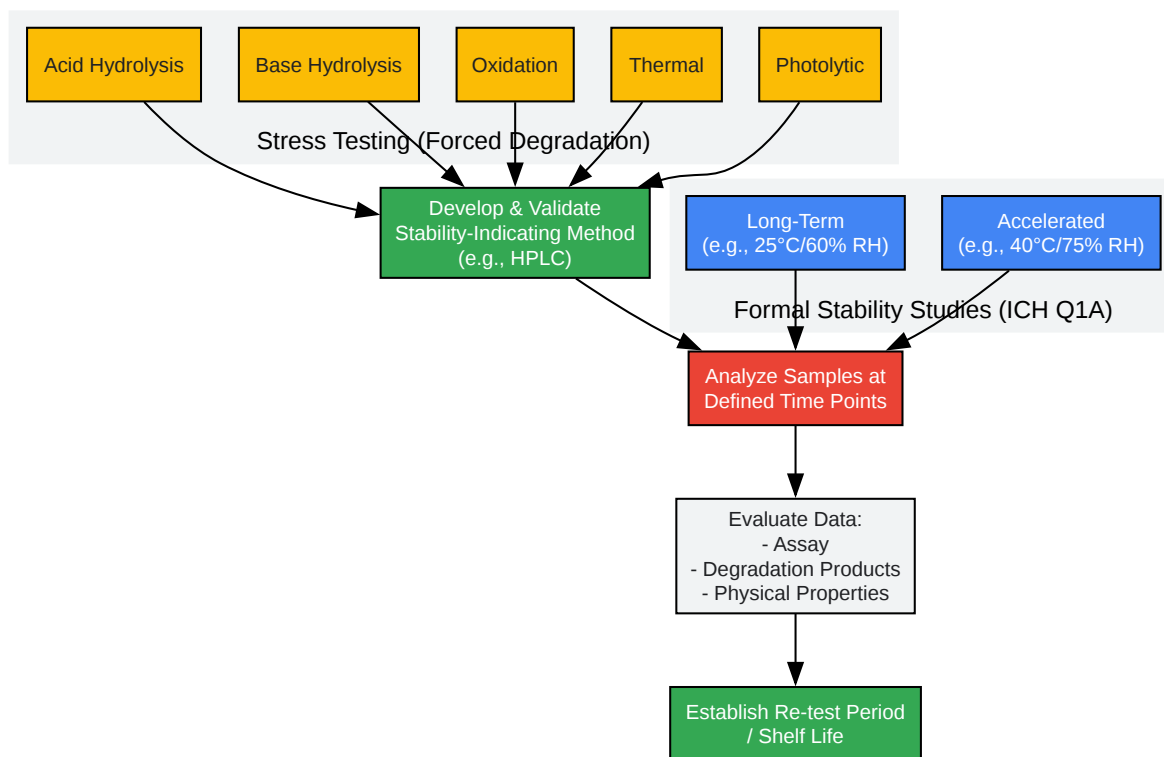 Acid Hydrolysis
Base Hydrolysis
Oxidation
Thermal
Photolytic
Stress Testing (Forced Degradation)
Develop & Validate
Stability-Indicating Method
(e.g., HPLC)
Long-Term
(e.g., 25°C/60% RH)
Accelerated
(e.g., 40°C/75% RH)
Formal Stability Studies (ICH Q1A)
Analyze Samples at
Defined Time Points
Evaluate Data:
- Assay
- Degradation Products
- Physical Properties
Establish Re-test Period
/ Shelf Life